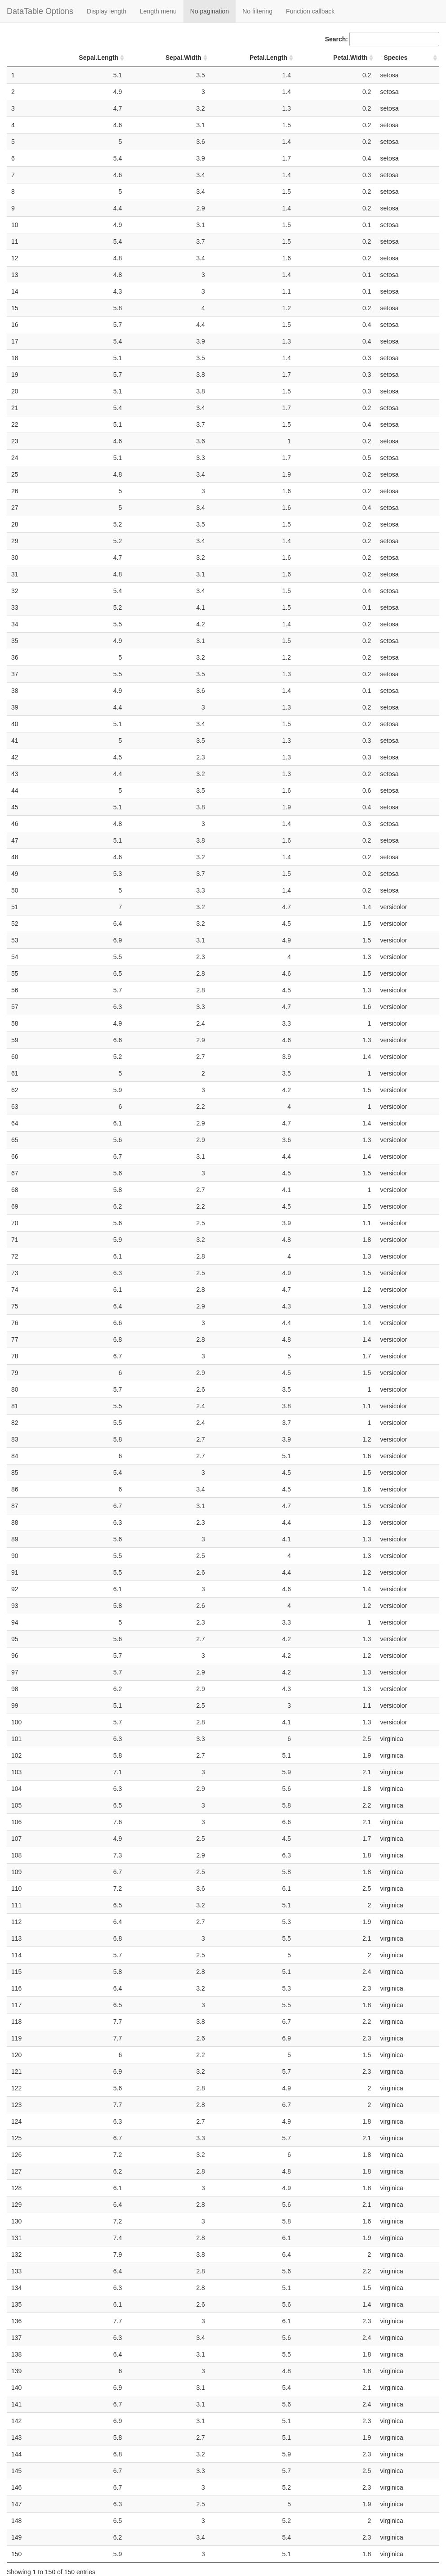 DataTable Options Display length Length menu No pagination No filtering Function callback
Search:
Sepal.Length Sepal.Width Petal.Length Petal.Width Species
1 5.1 3.5 1.4 0.2 setosa
2 4.9 3 1.4 0.2 setosa
3 4.7 3.2 1.3 0.2 setosa
4 4.6 3.1 1.5 0.2 setosa
5 5 3.6 1.4 0.2 setosa
6 5.4 3.9 1.7 0.4 setosa
7 4.6 3.4 1.4 0.3 setosa
8 5 3.4 1.5 0.2 setosa
9 4.4 2.9 1.4 0.2 setosa
10 4.9 3.1 1.5 0.1 setosa
11 5.4 3.7 1.5 0.2 setosa
12 4.8 3.4 1.6 0.2 setosa
13 4.8 3 1.4 0.1 setosa
14 4.3 3 1.1 0.1 setosa
15 5.8 4 1.2 0.2 setosa
16 5.7 4.4 1.5 0.4 setosa
17 5.4 3.9 1.3 0.4 setosa
18 5.1 3.5 1.4 0.3 setosa
19 5.7 3.8 1.7 0.3 setosa
20 5.1 3.8 1.5 0.3 setosa
21 5.4 3.4 1.7 0.2 setosa
22 5.1 3.7 1.5 0.4 setosa
23 4.6 3.6 1 0.2 setosa
24 5.1 3.3 1.7 0.5 setosa
25 4.8 3.4 1.9 0.2 setosa
26 5 3 1.6 0.2 setosa
27 5 3.4 1.6 0.4 setosa
28 5.2 3.5 1.5 0.2 setosa
29 5.2 3.4 1.4 0.2 setosa
30 4.7 3.2 1.6 0.2 setosa
31 4.8 3.1 1.6 0.2 setosa
32 5.4 3.4 1.5 0.4 setosa
33 5.2 4.1 1.5 0.1 setosa
34 5.5 4.2 1.4 0.2 setosa
35 4.9 3.1 1.5 0.2 setosa
36 5 3.2 1.2 0.2 setosa
37 5.5 3.5 1.3 0.2 setosa
38 4.9 3.6 1.4 0.1 setosa
39 4.4 3 1.3 0.2 setosa
40 5.1 3.4 1.5 0.2 setosa
41 5 3.5 1.3 0.3 setosa
42 4.5 2.3 1.3 0.3 setosa
43 4.4 3.2 1.3 0.2 setosa
44 5 3.5 1.6 0.6 setosa
45 5.1 3.8 1.9 0.4 setosa
46 4.8 3 1.4 0.3 setosa
47 5.1 3.8 1.6 0.2 setosa
48 4.6 3.2 1.4 0.2 setosa
49 5.3 3.7 1.5 0.2 setosa
50 5 3.3 1.4 0.2 setosa
51 7 3.2 4.7 1.4 versicolor
52 6.4 3.2 4.5 1.5 versicolor
53 6.9 3.1 4.9 1.5 versicolor
54 5.5 2.3 4 1.3 versicolor
55 6.5 2.8 4.6 1.5 versicolor
56 5.7 2.8 4.5 1.3 versicolor
57 6.3 3.3 4.7 1.6 versicolor
58 4.9 2.4 3.3 1 versicolor
59 6.6 2.9 4.6 1.3 versicolor
60 5.2 2.7 3.9 1.4 versicolor
61 5 2 3.5 1 versicolor
62 5.9 3 4.2 1.5 versicolor
63 6 2.2 4 1 versicolor
64 6.1 2.9 4.7 1.4 versicolor
65 5.6 2.9 3.6 1.3 versicolor
66 6.7 3.1 4.4 1.4 versicolor
67 5.6 3 4.5 1.5 versicolor
68 5.8 2.7 4.1 1 versicolor
69 6.2 2.2 4.5 1.5 versicolor
70 5.6 2.5 3.9 1.1 versicolor
71 5.9 3.2 4.8 1.8 versicolor
72 6.1 2.8 4 1.3 versicolor
73 6.3 2.5 4.9 1.5 versicolor
74 6.1 2.8 4.7 1.2 versicolor
75 6.4 2.9 4.3 1.3 versicolor
76 6.6 3 4.4 1.4 versicolor
77 6.8 2.8 4.8 1.4 versicolor
78 6.7 3 5 1.7 versicolor
79 6 2.9 4.5 1.5 versicolor
80 5.7 2.6 3.5 1 versicolor
81 5.5 2.4 3.8 1.1 versicolor
82 5.5 2.4 3.7 1 versicolor
83 5.8 2.7 3.9 1.2 versicolor
84 6 2.7 5.1 1.6 versicolor
85 5.4 3 4.5 1.5 versicolor
86 6 3.4 4.5 1.6 versicolor
87 6.7 3.1 4.7 1.5 versicolor
88 6.3 2.3 4.4 1.3 versicolor
89 5.6 3 4.1 1.3 versicolor
90 5.5 2.5 4 1.3 versicolor
91 5.5 2.6 4.4 1.2 versicolor
92 6.1 3 4.6 1.4 versicolor
93 5.8 2.6 4 1.2 versicolor
94 5 2.3 3.3 1 versicolor
95 5.6 2.7 4.2 1.3 versicolor
96 5.7 3 4.2 1.2 versicolor
97 5.7 2.9 4.2 1.3 versicolor
98 6.2 2.9 4.3 1.3 versicolor
99 5.1 2.5 3 1.1 versicolor
100 5.7 2.8 4.1 1.3 versicolor
101 6.3 3.3 6 2.5 virginica
102 5.8 2.7 5.1 1.9 virginica
103 7.1 3 5.9 2.1 virginica
104 6.3 2.9 5.6 1.8 virginica
105 6.5 3 5.8 2.2 virginica
106 7.6 3 6.6 2.1 virginica
107 4.9 2.5 4.5 1.7 virginica
108 7.3 2.9 6.3 1.8 virginica
109 6.7 2.5 5.8 1.8 virginica
110 7.2 3.6 6.1 2.5 virginica
111 6.5 3.2 5.1 2 virginica
112 6.4 2.7 5.3 1.9 virginica
113 6.8 3 5.5 2.1 virginica
114 5.7 2.5 5 2 virginica
115 5.8 2.8 5.1 2.4 virginica
116 6.4 3.2 5.3 2.3 virginica
117 6.5 3 5.5 1.8 virginica
118 7.7 3.8 6.7 2.2 virginica
119 7.7 2.6 6.9 2.3 virginica
120 6 2.2 5 1.5 virginica
121 6.9 3.2 5.7 2.3 virginica
122 5.6 2.8 4.9 2 virginica
123 7.7 2.8 6.7 2 virginica
124 6.3 2.7 4.9 1.8 virginica
125 6.7 3.3 5.7 2.1 virginica
126 7.2 3.2 6 1.8 virginica
127 6.2 2.8 4.8 1.8 virginica
128 6.1 3 4.9 1.8 virginica
129 6.4 2.8 5.6 2.1 virginica
130 7.2 3 5.8 1.6 virginica
131 7.4 2.8 6.1 1.9 virginica
132 7.9 3.8 6.4 2 virginica
133 6.4 2.8 5.6 2.2 virginica
134 6.3 2.8 5.1 1.5 virginica
135 6.1 2.6 5.6 1.4 virginica
136 7.7 3 6.1 2.3 virginica
137 6.3 3.4 5.6 2.4 virginica
138 6.4 3.1 5.5 1.8 virginica
139 6 3 4.8 1.8 virginica
140 6.9 3.1 5.4 2.1 virginica
141 6.7 3.1 5.6 2.4 virginica
142 6.9 3.1 5.1 2.3 virginica
143 5.8 2.7 5.1 1.9 virginica
144 6.8 3.2 5.9 2.3 virginica
145 6.7 3.3 5.7 2.5 virginica
146 6.7 3 5.2 2.3 virginica
147 6.3 2.5 5 1.9 virginica
148 6.5 3 5.2 2 virginica
149 6.2 3.4 5.4 2.3 virginica
150 5.9 3 5.1 1.8 virginica
Showing 1 to 150 of 150 entries